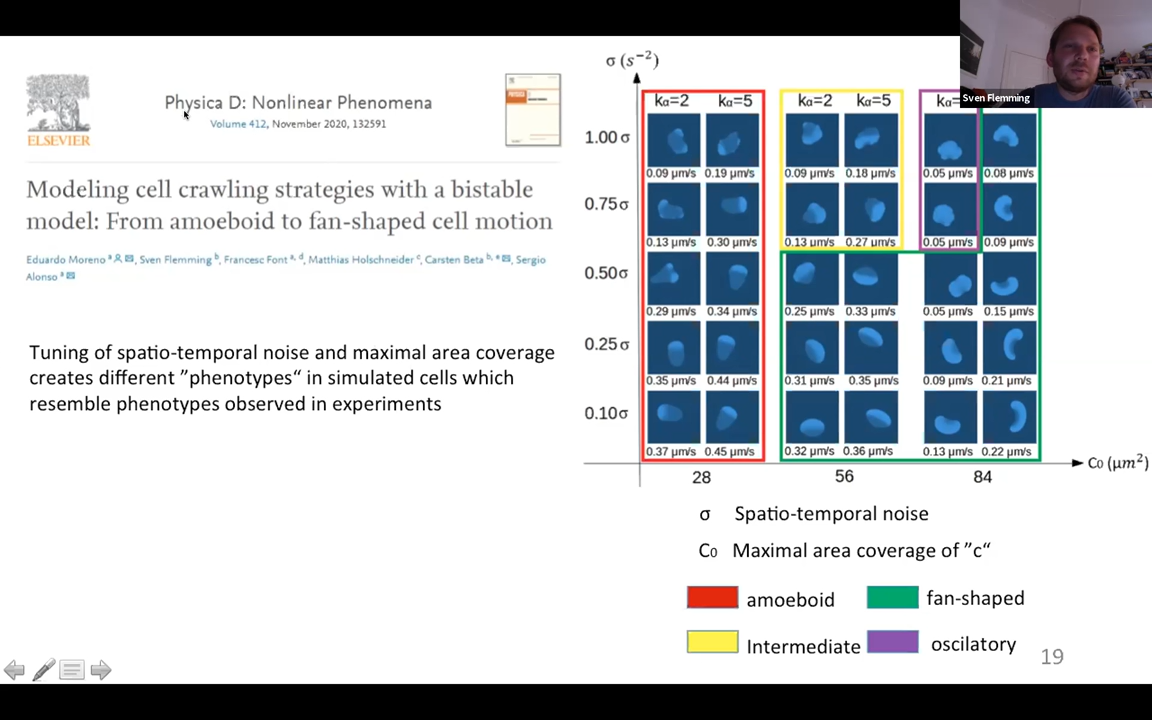 Sven Flemming
ELSEVIER
Physica D: Nonlinear Phenomena
Volume 412, November 2020, 132591
Modeling cell crawling strategies with a bistable
model: From amoeboid to fan-shaped cell motion
Eduardo Moreno ᵃ, Sven Flemming ᵇ, Francesc Font ᵃ, ᵈ, Matthias Holschneider ᶜ, Carsten Beta ᵇ, *, Sergio
Alonso ᵃ
Tuning of spatio-temporal noise and maximal area coverage
creates different ”phenotypes“ in simulated cells which
resemble phenotypes observed in experiments
σ (s⁻²)
kα=2 kα=5 kα=2 kα=5 kα=
1.00 σ
0.09 μm/s 0.19 μm/s 0.09 μm/s 0.18 μm/s 0.05 μm/s 0.08 μm/s
0.75σ
0.13 μm/s 0.30 μm/s 0.13 μm/s 0.27 μm/s 0.05 μm/s 0.09 μm/s
0.50σ
0.29 μm/s 0.34 μm/s 0.25 μm/s 0.33 μm/s 0.05 μm/s 0.15 μm/s
0.25σ
0.35 μm/s 0.44 μm/s 0.31 μm/s 0.35 μm/s 0.09 μm/s 0.21 μm/s
0.10σ
0.37 μm/s 0.45 μm/s 0.32 μm/s 0.36 μm/s 0.13 μm/s 0.22 μm/s
C₀ (μm²)
28 56 84
σ Spatio-temporal noise
C₀ Maximal area coverage of ”c“
amoeboid fan-shaped
Intermediate oscilatory
19